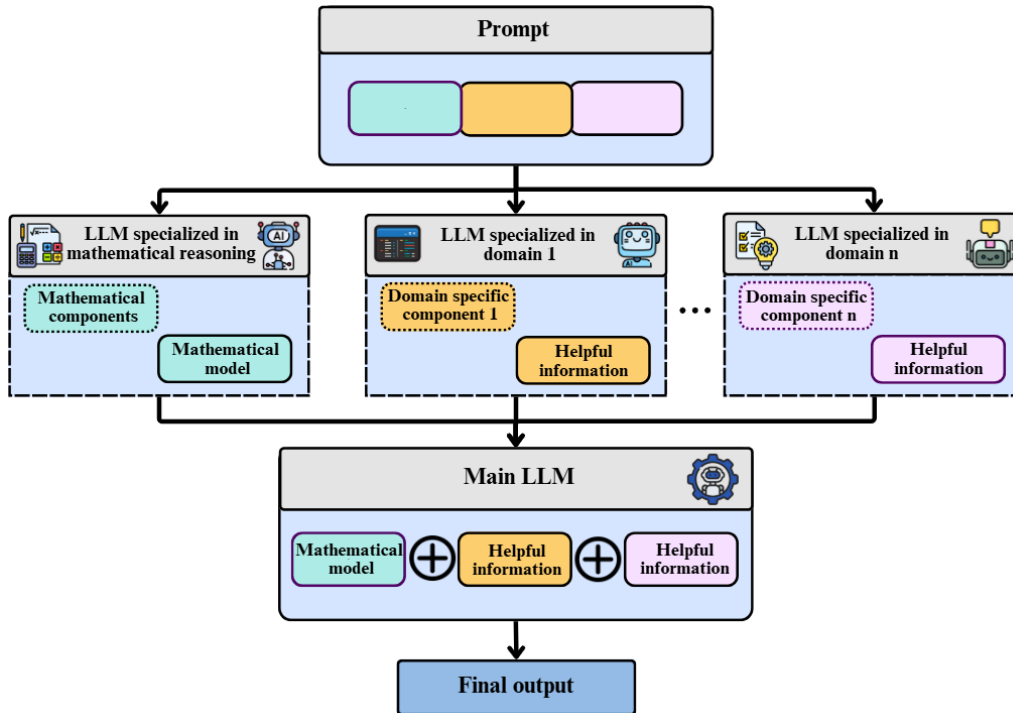 Prompt
LLM specialized in
mathematical reasoning
AI
LLM specialized in
domain 1
AI
LLM specialized in
domain n
Mathematical
components
Mathematical
model
Domain specific
component 1
Helpful
information
...
Domain specific
component n
Helpful
information
Main LLM
Mathematical
model
Helpful
information
Helpful
information
Final output